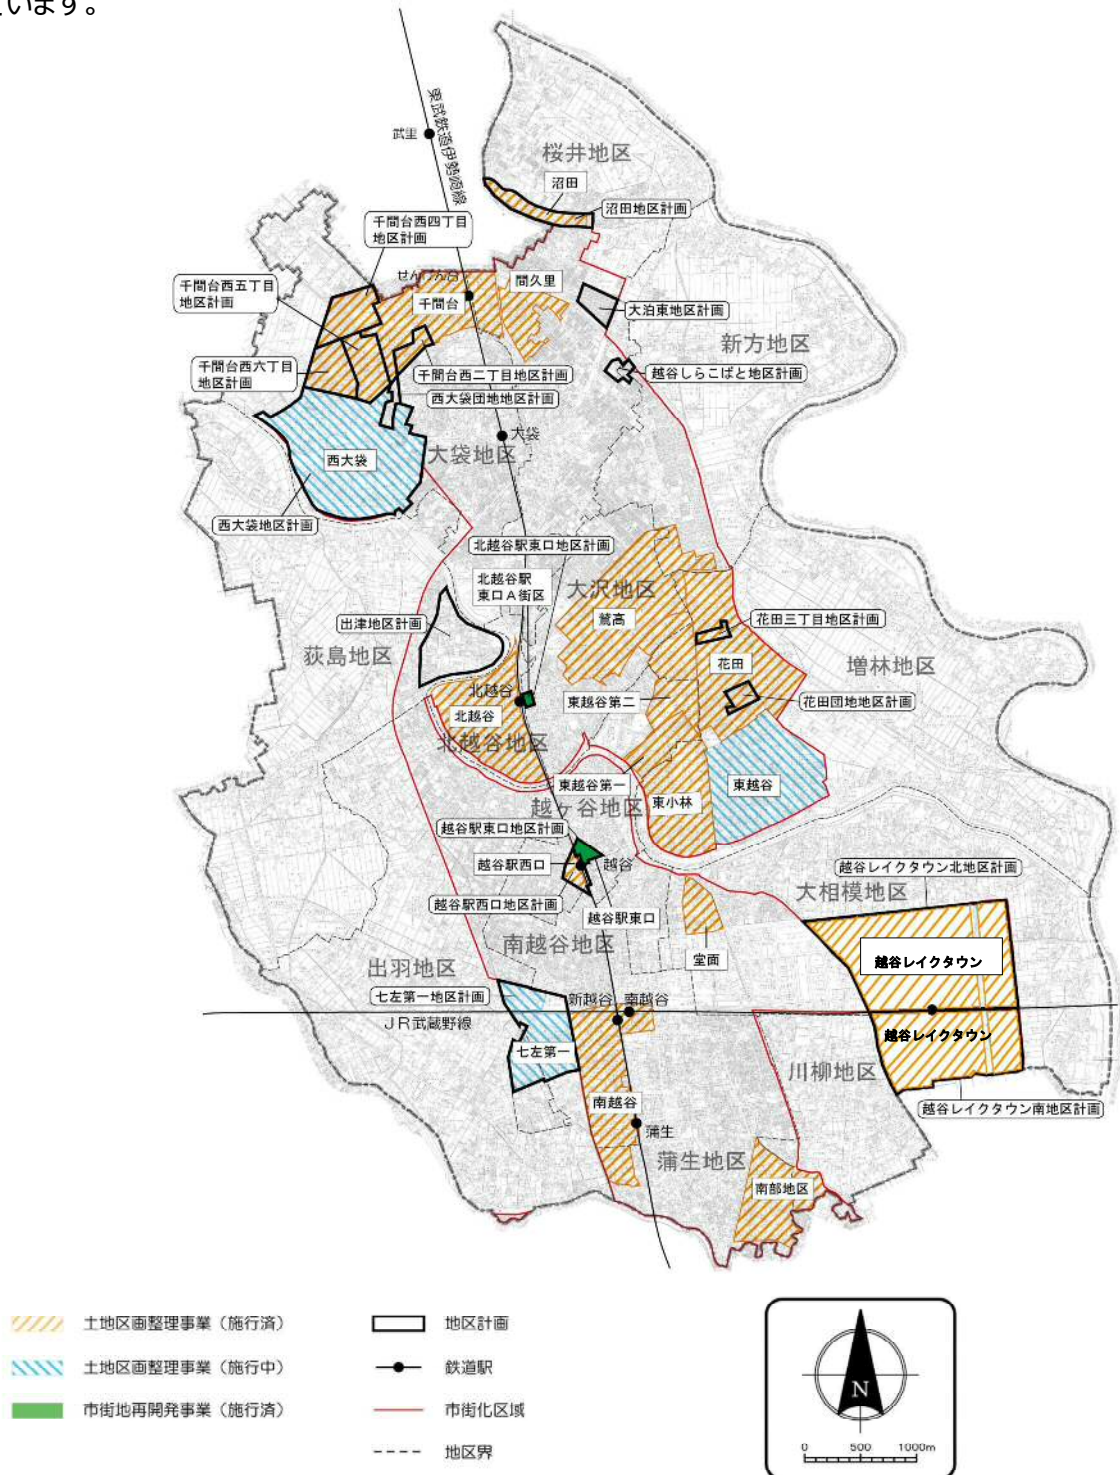 います。
東武鉄道伊勢崎線
武里
桜井地区
沼田
沼田地区計画
千間台西四丁目
地区計画
千間台西五丁目
地区計画
千間台
間久里
大泊東地区計画
新方地区
千間台西六丁目
地区計画
千間台西二丁目地区計画
越谷しらこばと地区計画
西大袋団地地区計画
大袋
大袋地区
西大袋
西大袋地区計画
北越谷駅東口地区計画
北越谷駅
東口A街区
大沢地区
鷺高
出津地区計画
花田三丁目地区計画
荻島地区
花田
増林地区
北越谷
東越谷第二
花田団地地区計画
北越谷
北越谷地区
東越谷第一
東越谷
越ヶ谷地区
東小林
越谷駅東口地区計画
越谷駅西口
越谷
越谷レイクタウン北地区計画
大相模地区
越谷駅西口地区計画
越谷駅東口
南越谷地区
堂面
越谷レイクタウン
出羽地区
七左第一地区計画
新越谷
南越谷
JR武蔵野線
越谷レイクタウン
七左第一
川柳地区
南越谷
越谷レイクタウン南地区計画
蒲生
蒲生地区
南部地区
土地区画整理事業(施行済)
地区計画
土地区画整理事業(施行中)
鉄道駅
市街地再開発事業(施行済)
市街化区域
地区界
N
0 500 1000m